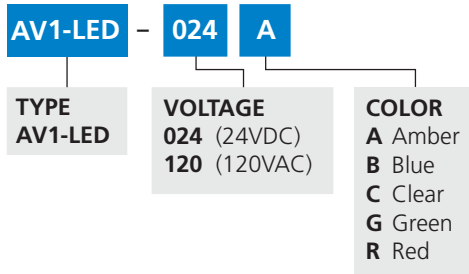 AV1-LED – 024 A
TYPE
AV1-LED
VOLTAGE
024 (24VDC)
120 (120VAC)
COLOR
A Amber
B Blue
C Clear
G Green
R Red